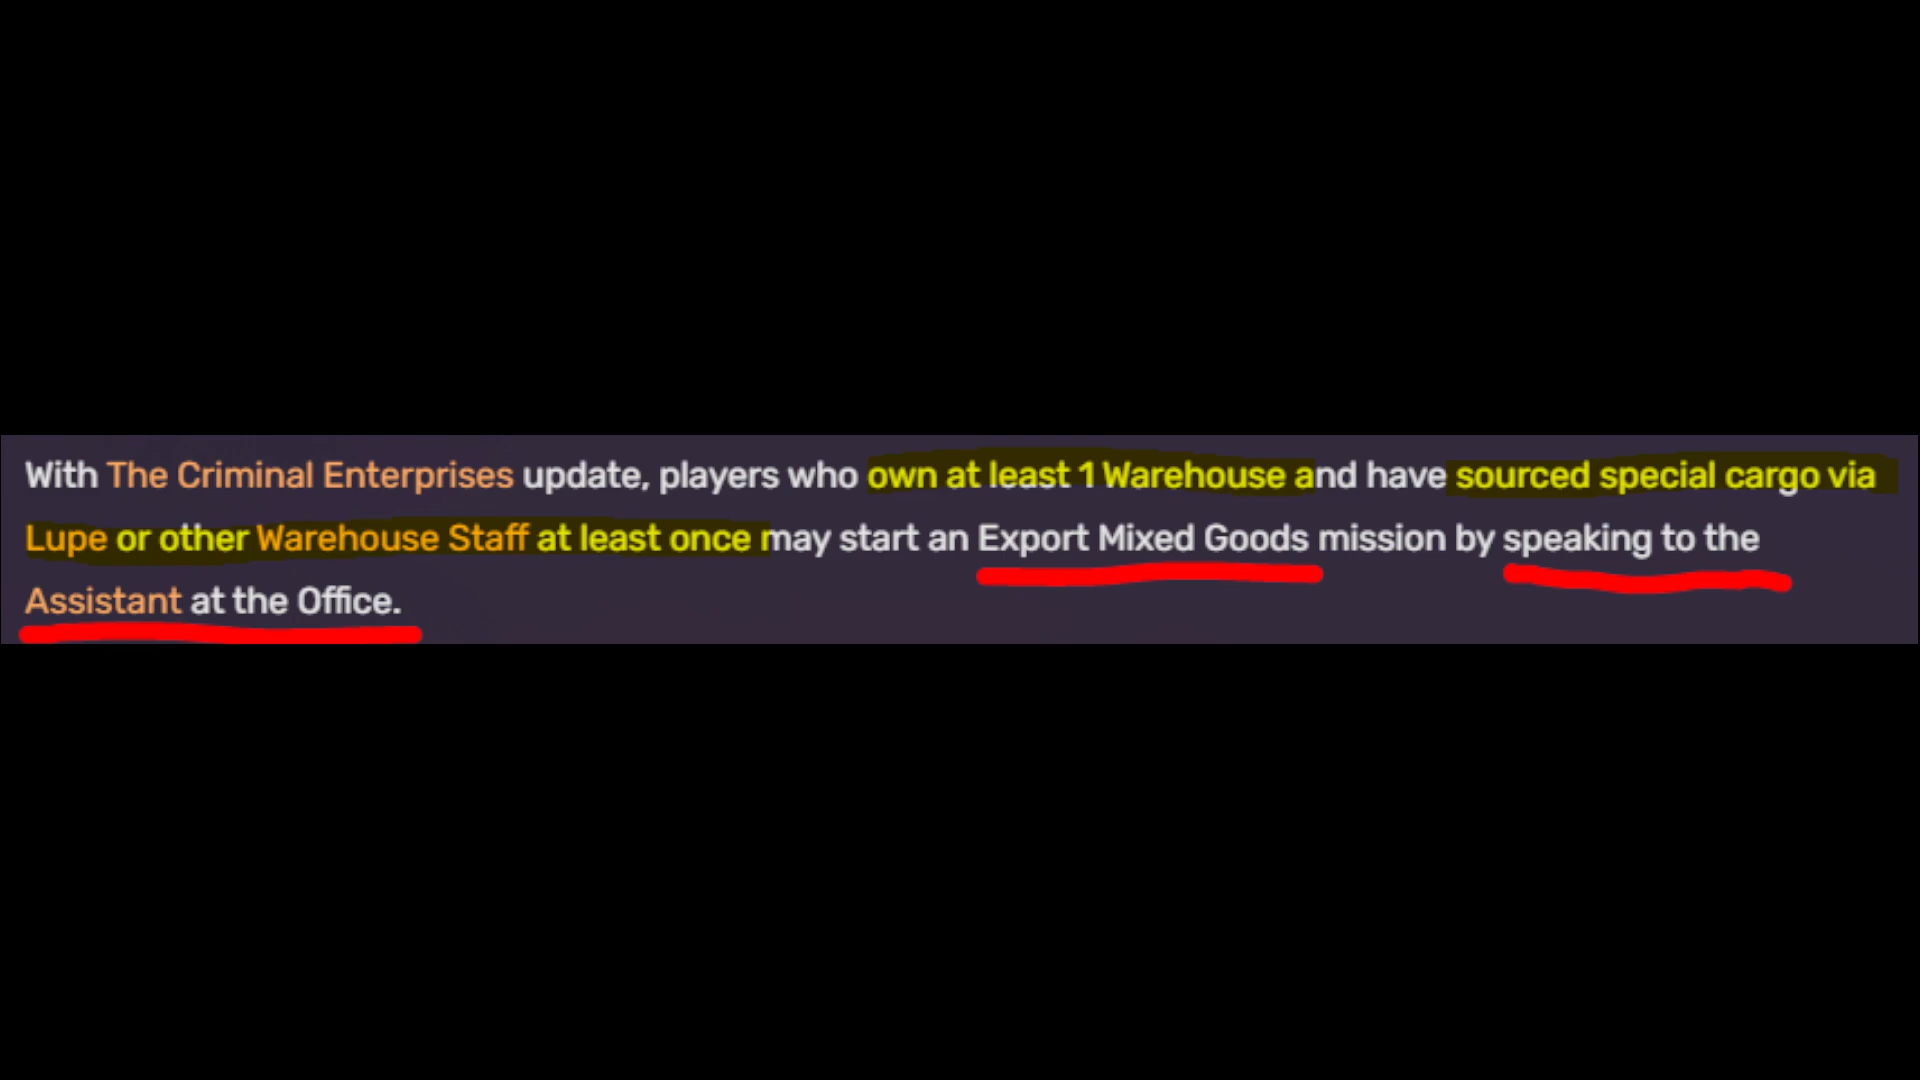 With The Criminal Enterprises update, players who own at least 1 Warehouse and have sourced special cargo via
Lupe or other Warehouse Staff at least once may start an Export Mixed Goods mission by speaking to the
Assistant at the Office.